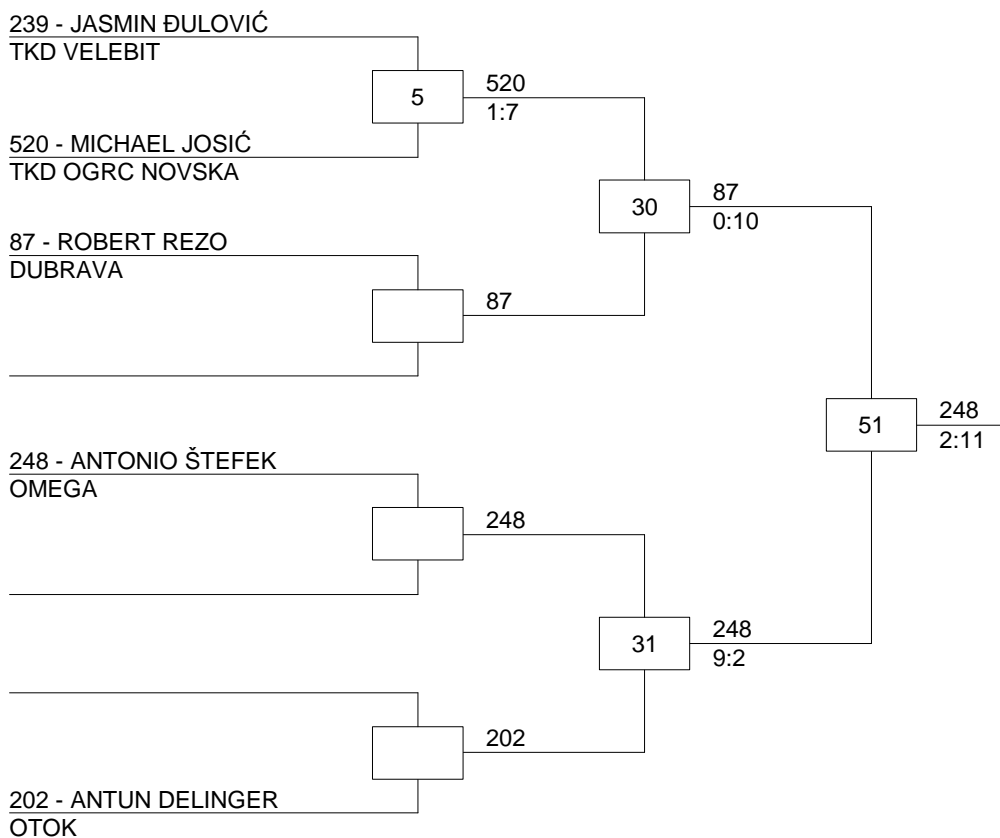 239 - JASMIN ĐULOVIĆ
TKD VELEBIT
5
520
1:7
520 - MICHAEL JOSIĆ
TKD OGRC NOVSKA
30
87
0:10
87 - ROBERT REZO
DUBRAVA
87
51
248
2:11
248 - ANTONIO ŠTEFEK
OMEGA
248
31
248
9:2
202
202 - ANTUN DELINGER
OTOK